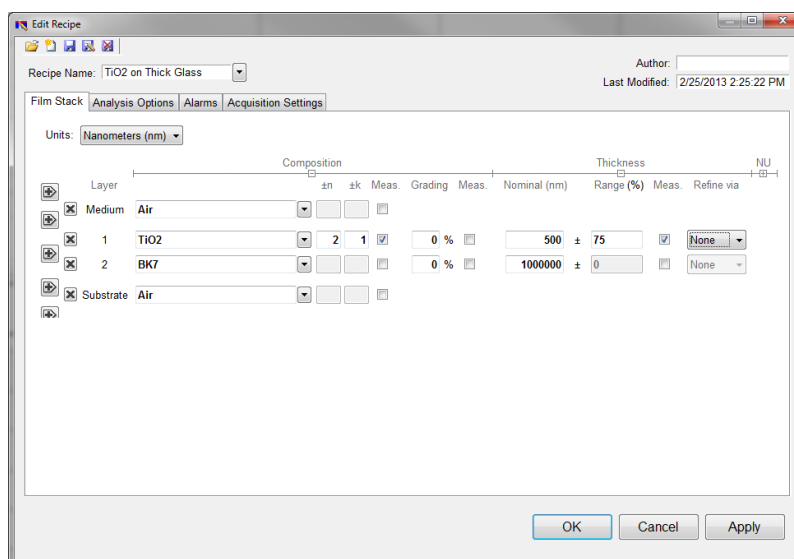 Edit Recipe
Author:
Recipe Name: TiO2 on Thick Glass
Last Modified: 2/25/2013 2:25:22 PM
Film Stack Analysis Options Alarms Acquisition Settings
Units: Nanometers (nm)
Composition Thickness NU
Layer ±n ±k Meas. Grading Meas. Nominal (nm) Range (%) Meas. Refine via
Medium Air
1 TiO2 2 1 0 % 500 ± 75 None
2 BK7 0 % 1000000 ± 0 None
Substrate Air
OK Cancel Apply